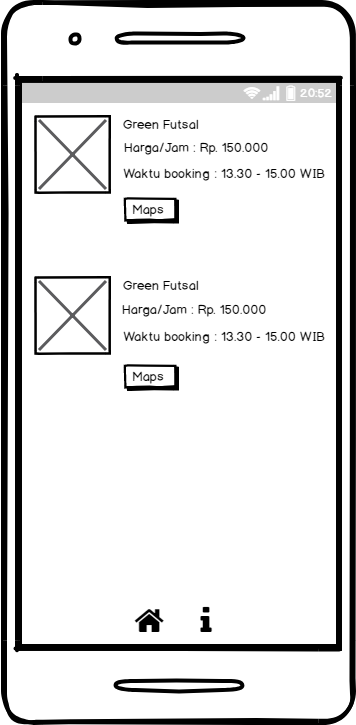 20:52
Green Futsal
Harga/Jam : Rp. 150.000
Waktu booking : 13.30 - 15.00 WIB
Maps
Green Futsal
Harga/Jam : Rp. 150.000
Waktu booking : 13.30 - 15.00 WIB
Maps